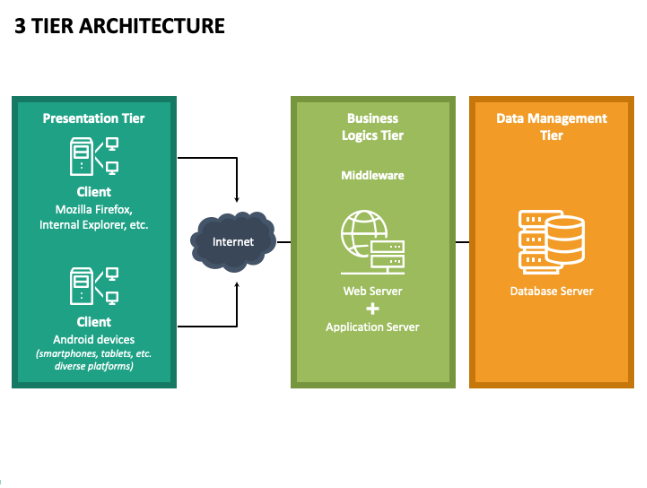 3 TIER ARCHITECTURE
Presentation Tier
Client
Mozilla Firefox,
Internal Explorer, etc.
Client
Android devices
(smartphones, tablets, etc.
diverse platforms)
Internet
Business
Logics Tier
Middleware
Web Server
+
Application Server
Data Management
Tier
Database Server